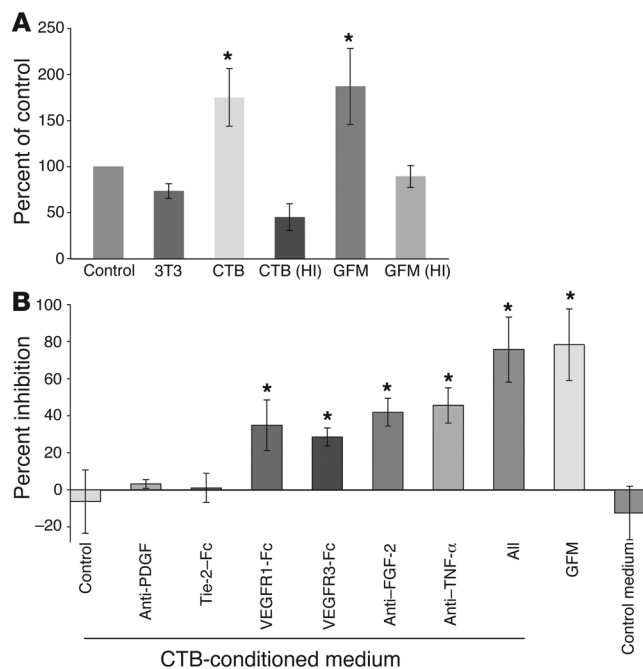 A
Percent of control
250
200
150
100
50
0
*
*
Control 3T3 CTB CTB (HI) GFM GFM (HI)
B
Percent inhibition
100
80
60
40
20
0
–20
*
*
*
*
*
*
Control
Anti-PDGF
Tie-2–Fc
VEGFR1-Fc
VEGFR3-Fc
Anti–FGF-2
Anti–TNF-α
All
GFM
Control medium
CTB-conditioned medium